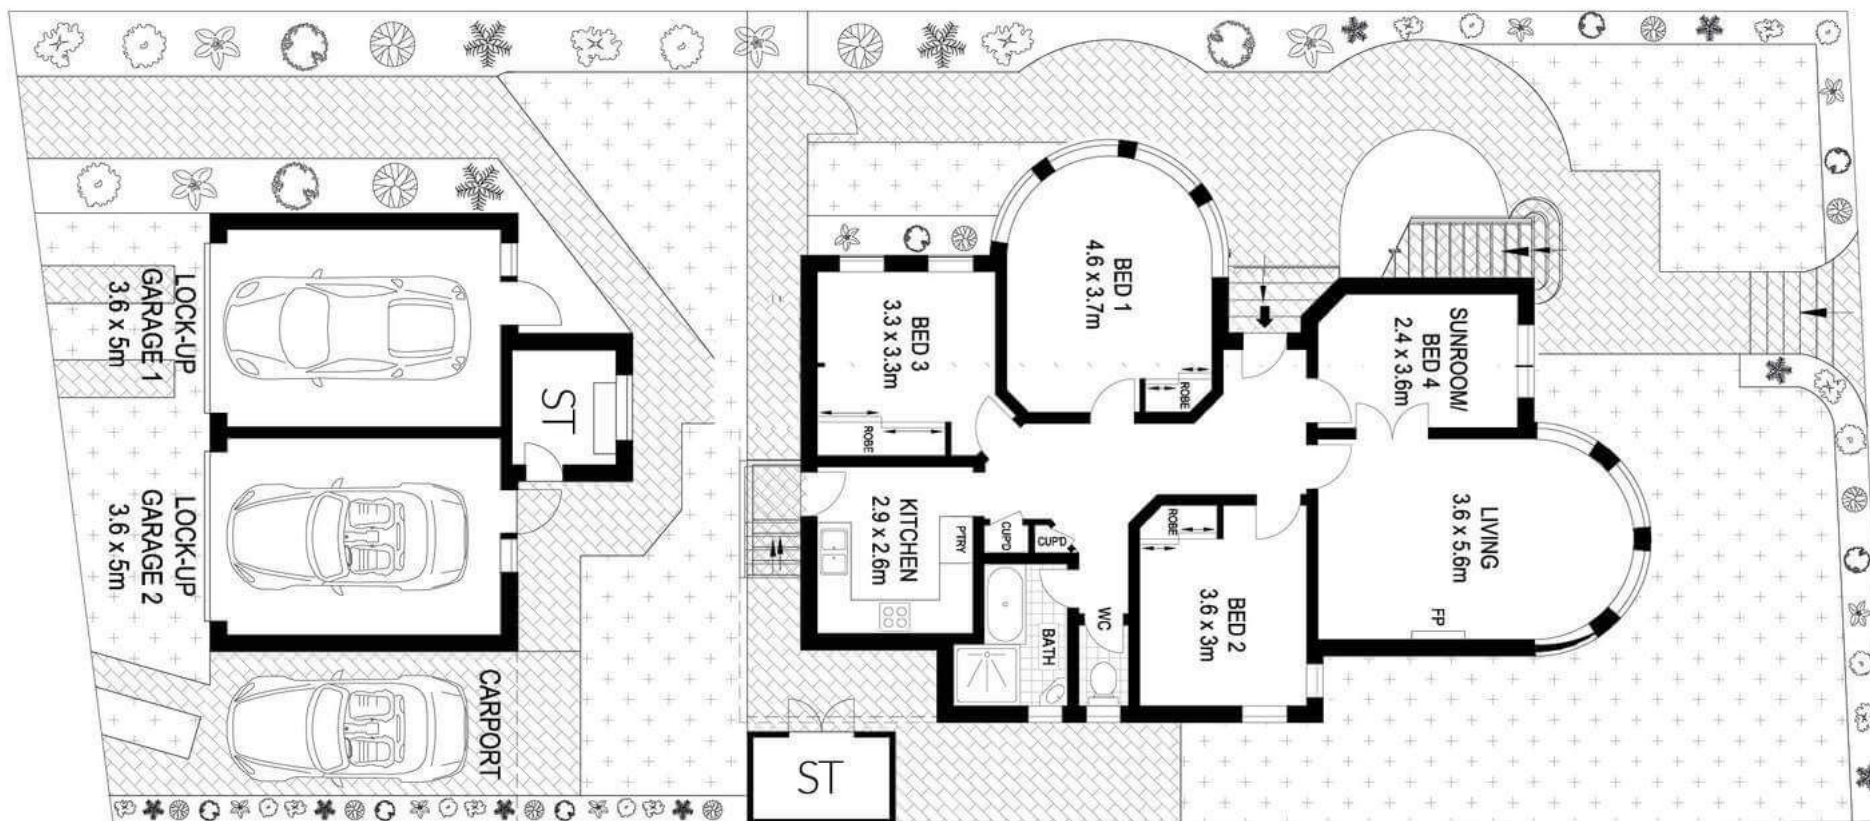 LOCK-UP
GARAGE 1
3.6 x 5m
LOCK-UP
GARAGE 2
3.6 x 5m
CARPORT
ST
ST
BED 3
3.3 x 3.3m
ROBE
BED 1
4.6 x 3.7m
ROBE
KITCHEN
2.9 x 2.6m
P'TRY
CUP'D
CUP'D
BATH
WC
ROBE
BED 2
3.6 x 3m
SUNROOM/
BED 4
2.4 x 3.6m
LIVING
3.6 x 5.6m
FP